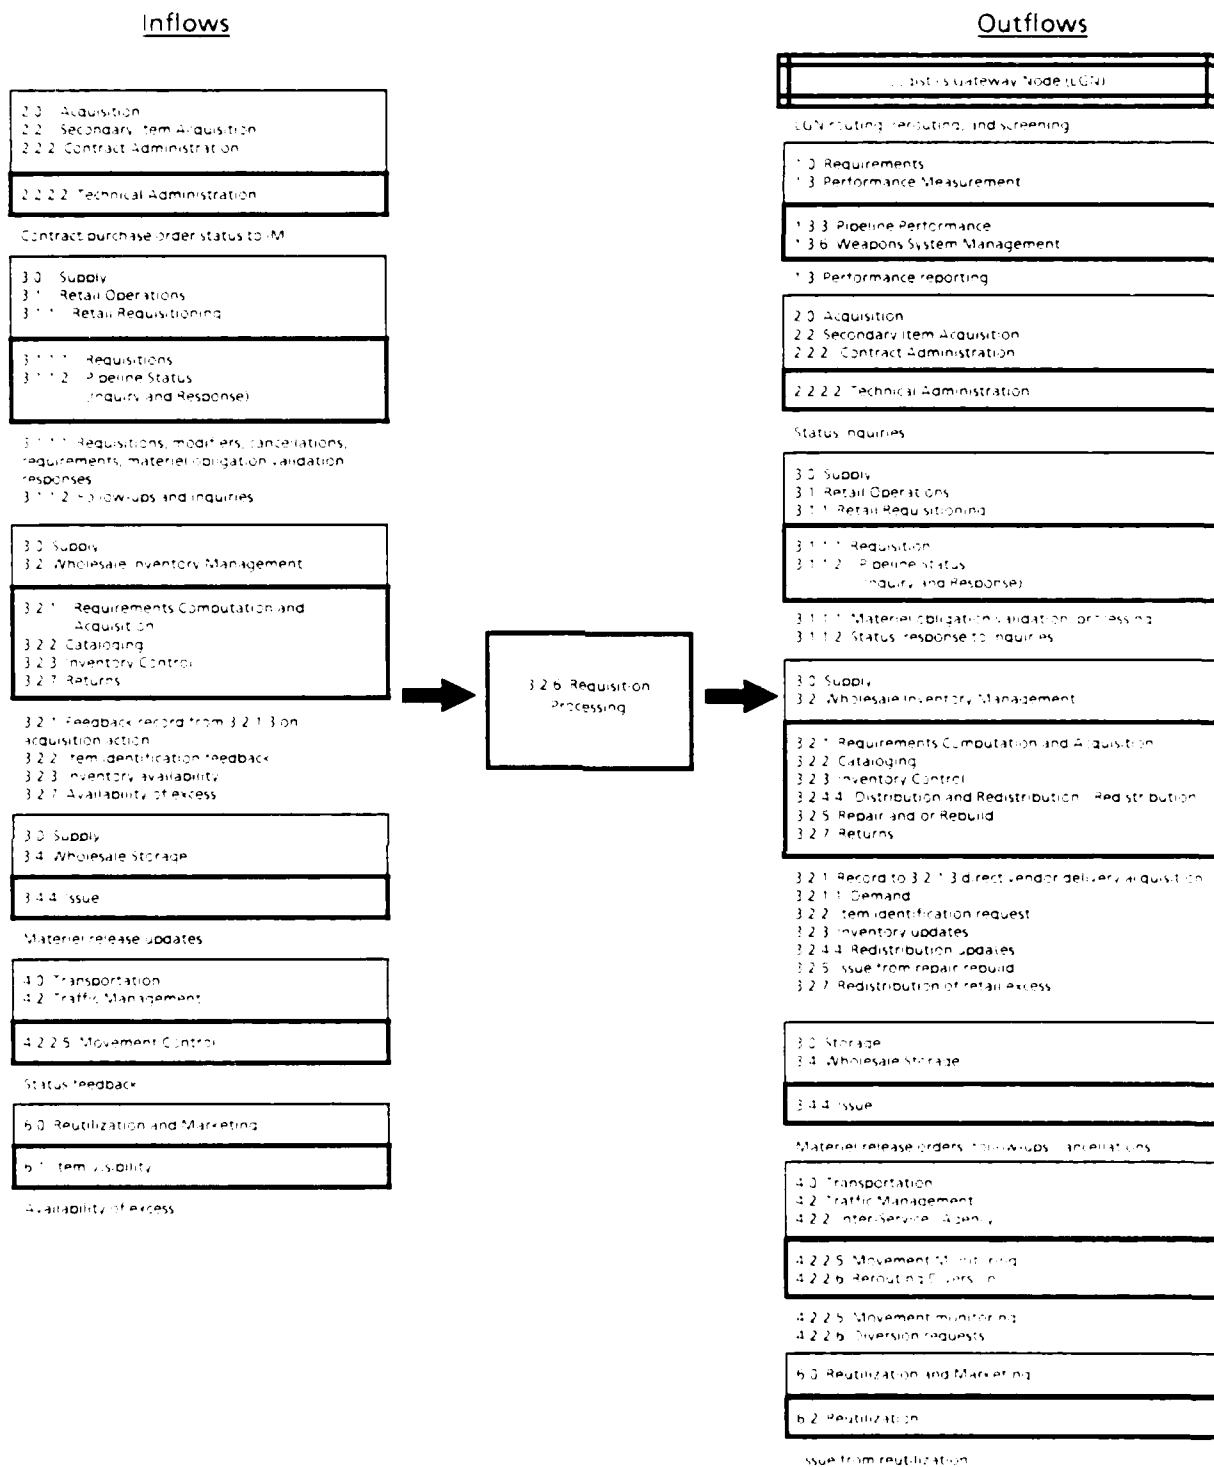 Inflows
2.0 Acquisition
2.2 Secondary Item Acquisition
2.2.2 Contract Administration
2.2.2.2 Technical Administration
Contract purchase order status to IM
3.0 Supply
3.1 Retail Operations
3.1.1 Retail Requisitioning
3.1.1.1 Requisitions
3.1.1.2 Pipeline Status
(Inquiry and Response)
3.1.1.1 Requisitions, modifiers, cancellations,
requirements, materiel obligation validation
responses
3.1.1.2 Follow-ups and inquiries
3.0 Supply
3.2 Wholesale Inventory Management
3.2.1 Requirements Computation and
Acquisition
3.2.2 Cataloging
3.2.3 Inventory Control
3.2.7 Returns
3.2.1 Feedback record from 3.2.1.3 on
acquisition action
3.2.2 Item identification feedback
3.2.3 Inventory availability
3.2.7 Availability of excess
3.0 Supply
3.4 Wholesale Storage
3.4.4 Issue
Materiel release updates
4.0 Transportation
4.2 Traffic Management
4.2.2.5 Movement Control
Status feedback
6.0 Reutilization and Marketing
6.1 Item Visibility
Availability of excess
3.2.6 Requisition
Processing
Outflows
Logistics Gateway Node (LGN)
LGN routing, rerouting, and screening
1.0 Requirements
1.3 Performance Measurement
1.3.3 Pipeline Performance
1.3.6 Weapons System Management
1.3 Performance reporting
2.0 Acquisition
2.2 Secondary Item Acquisition
2.2.2 Contract Administration
2.2.2.2 Technical Administration
Status inquiries
3.0 Supply
3.1 Retail Operations
3.1.1 Retail Requisitioning
3.1.1.1 Requisition
3.1.1.2 Pipeline Status
(Inquiry and Response)
3.1.1.1 Materiel obligation validation processing
3.1.1.2 Status response to inquiries
3.0 Supply
3.2 Wholesale Inventory Management
3.2.1 Requirements Computation and Acquisition
3.2.2 Cataloging
3.2.3 Inventory Control
3.2.4.4 Distribution and Redistribution Redistribution
3.2.5 Repair and or Rebuild
3.2.7 Returns
3.2.1 Record to 3.2.1.3 direct vendor delivery acquisition
3.2.1.1 Demand
3.2.2 Item identification request
3.2.3 Inventory updates
3.2.4.4 Redistribution updates
3.2.5 Issue from repair rebuild
3.2.7 Redistribution of retail excess
3.0 Storage
3.4 Wholesale Storage
3.4.4 Issue
Materiel release orders, follow-ups, cancellations
4.0 Transportation
4.2 Traffic Management
4.2.2 Inter-Service Agency
4.2.2.5 Movement Monitoring
4.2.2.6 Rerouting Diversion
4.2.2.5 Movement monitoring
4.2.2.6 Diversion requests
6.0 Reutilization and Marketing
6.2 Reutilization
Issue from reutilization